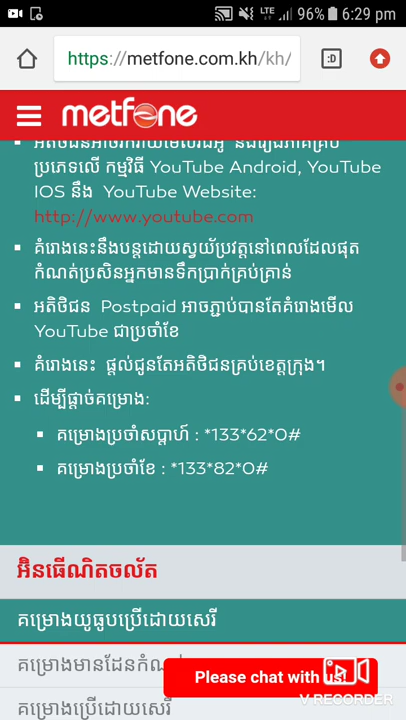 96% 6:29 pm
LTE
https://metfone.com.kh/kh/
:D
metfone
ប្រភេទលើ កម្មវិធី YouTube Android, YouTube
IOS នឹង YouTube Website:
http://www.youtube.com
គំរោងនេះនឹងបន្តដោយស្វយ័ប្រវត្តនៅពេលដែលផុត
កំណត់ប្រសិនអ្នកមានទឹកប្រាក់គ្រប់គ្រាន់
អតិថិជន Postpaid អាចភ្ជាប់បានតែគំរោងមើល
YouTube ជាប្រចាំខែ
គំរោងនេះ ផ្តល់ជូនតែអតិថិជនគ្រប់ខេត្តក្រុង។
ដើម្បីផ្តាច់គម្រោង:
គម្រោងប្រចាំសប្តាហ៍ : *133*62*0#
គម្រោងប្រចាំខែ : *133*82*0#
អ៊ិនធើណិតចល័ត
គម្រោងយូធូបប្រើដោយសេរី
គម្រោងមានដែនកំណត់
Please chat with us!
V RECORDER
គម្រោងប្រើដោយសេរី